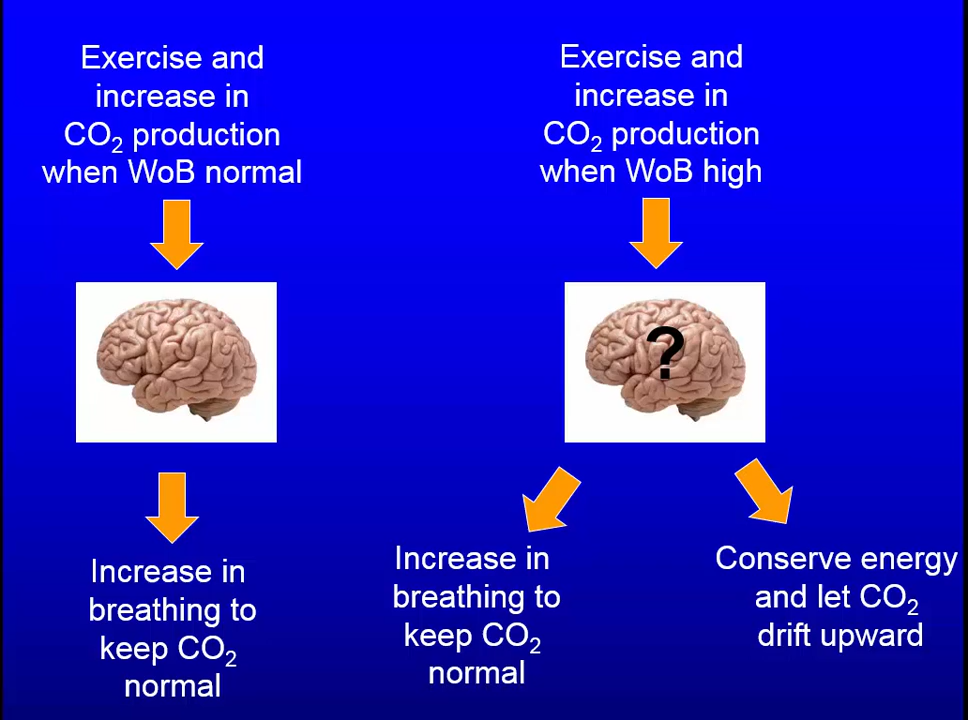 Exercise and
increase in
CO₂ production
when WoB normal
Exercise and
increase in
CO₂ production
when WoB high
?
Increase in
breathing to
keep CO₂
normal
Increase in
breathing to
keep CO₂
normal
Conserve energy
and let CO₂
drift upward